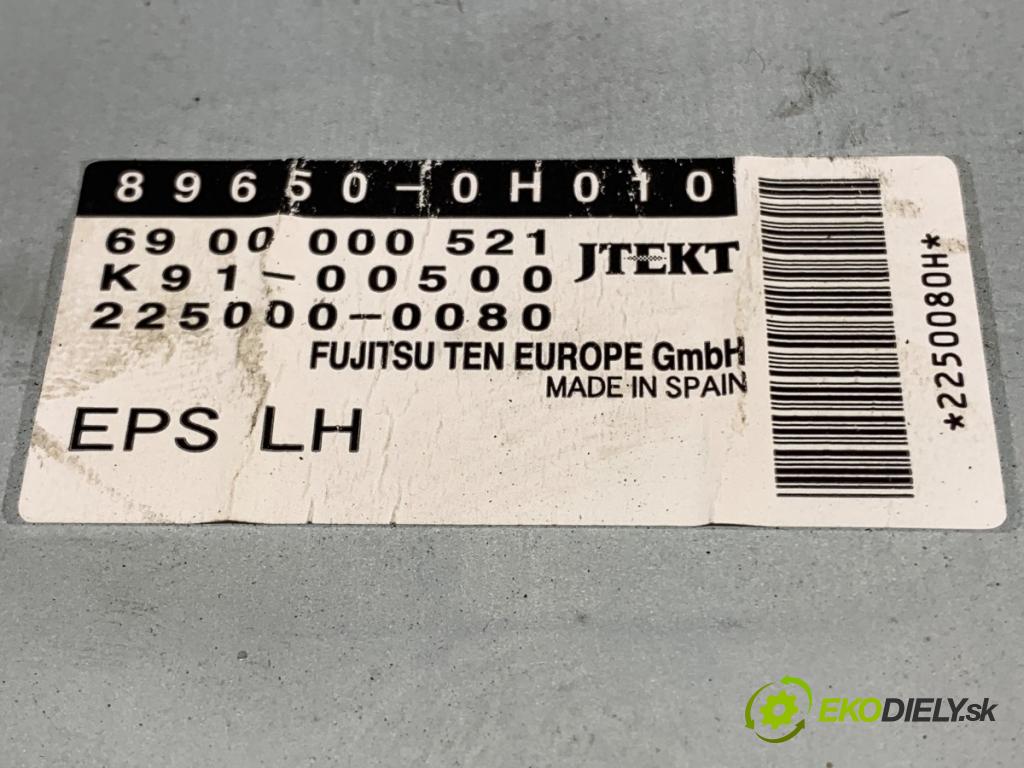 89650-0H010
69 00 000 521
K91-00500
JTEKT
225000-0080
FUJITSU TEN EUROPE GmbH
MADE IN SPAIN
EPS LH
*22500080H*
EKODIELY.sk